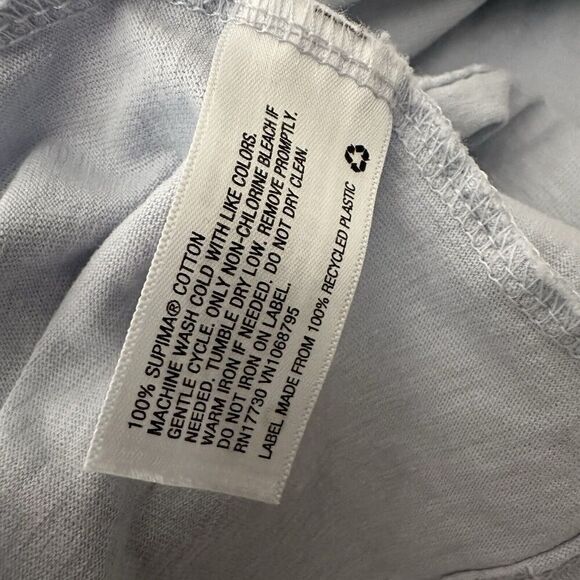 100% SUPIMA® COTTON
MACHINE WASH COLD WITH LIKE COLORS.
GENTLE CYCLE. ONLY NON-CHLORINE BLEACH IF
NEEDED. TUMBLE DRY LOW. REMOVE PROMPTLY.
WARM IRON IF NEEDED. DO NOT DRY CLEAN.
DO NOT IRON ON LABEL.
RN17730 VN1068795
LABEL MADE FROM 100% RECYCLED PLASTIC